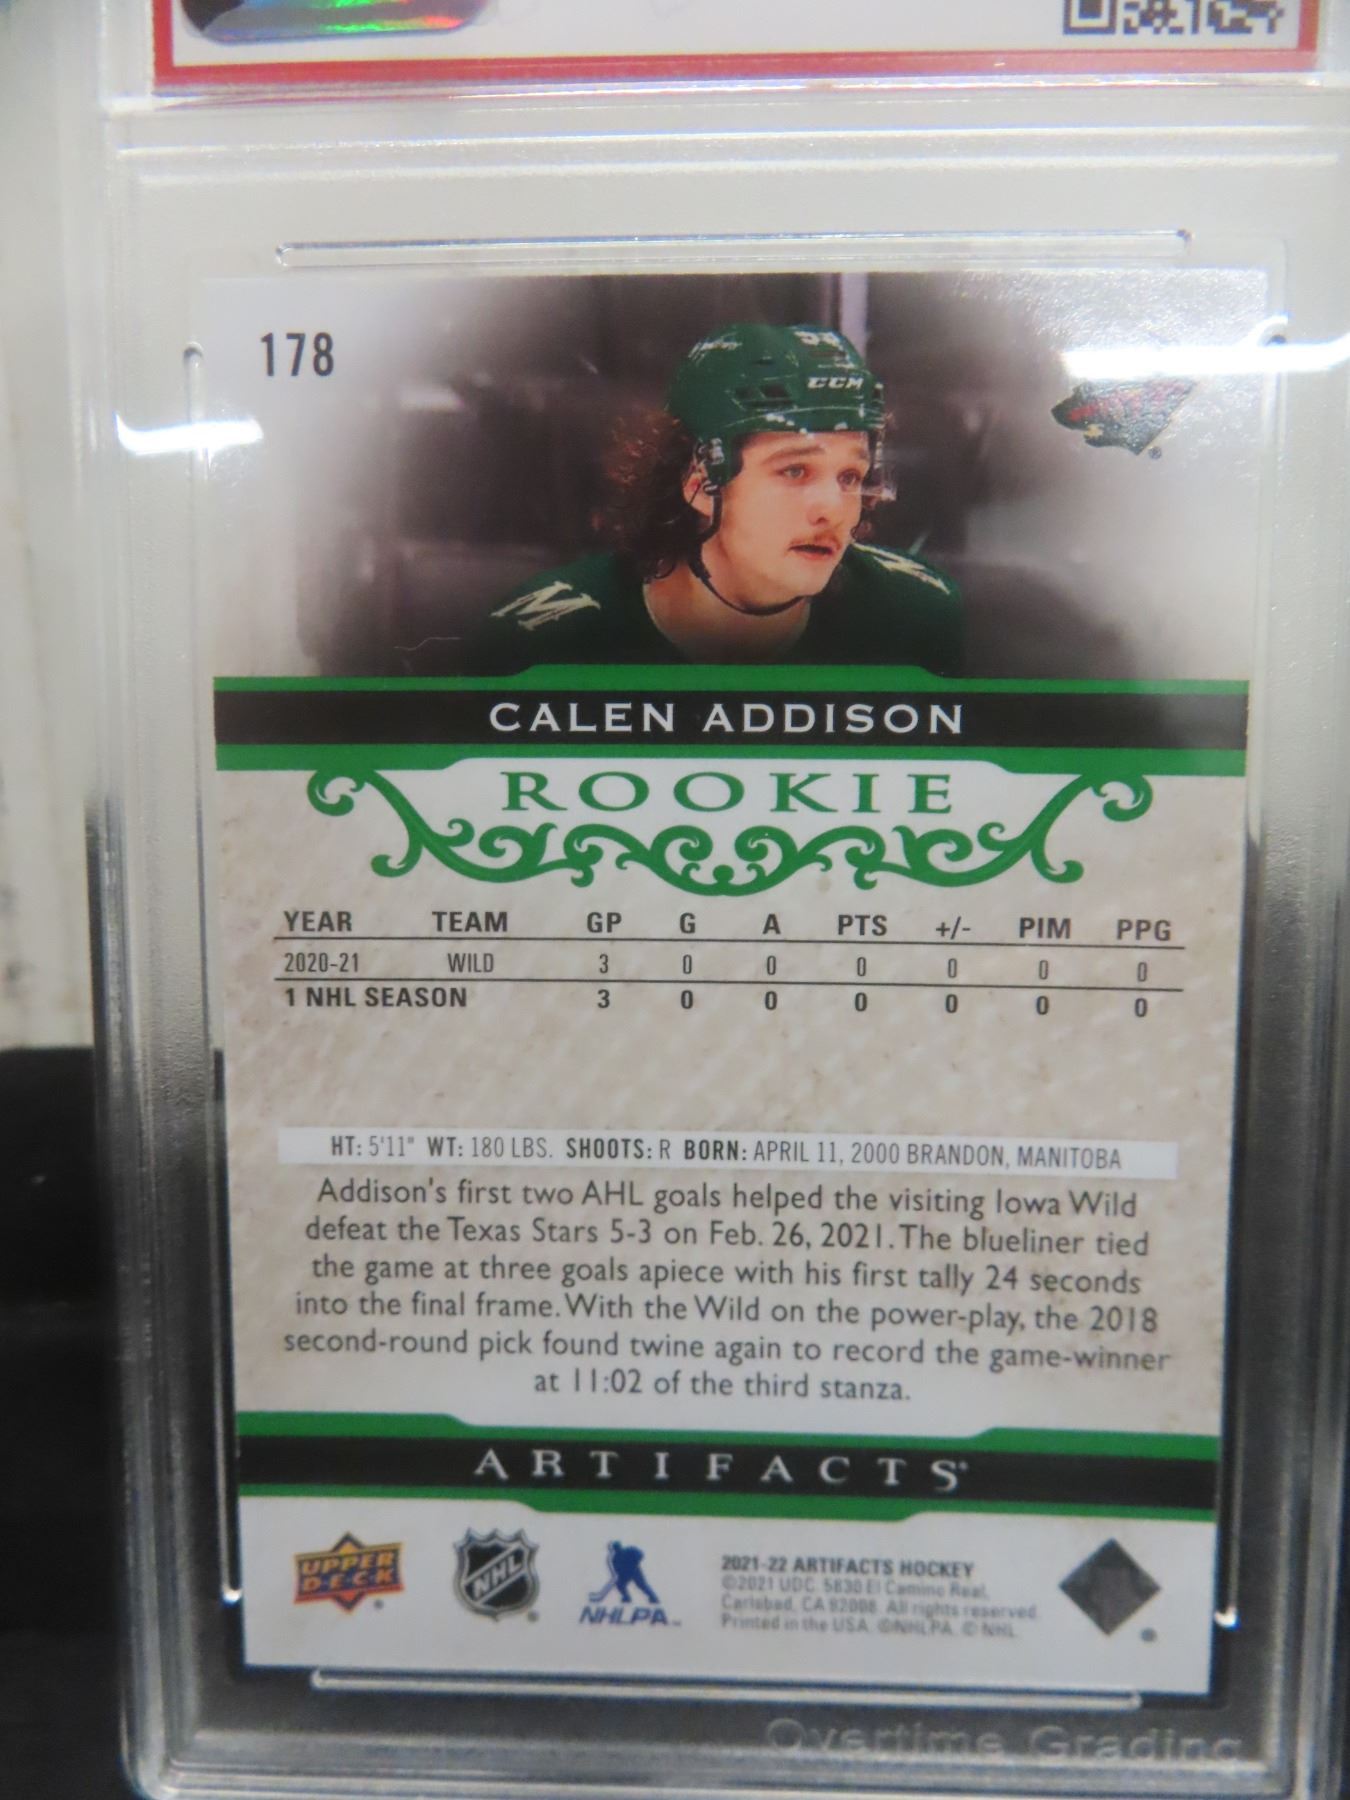 178
CCM
CALEN ADDISON
ROOKIE
YEAR TEAM GP G A PTS +/- PIM PPG
2020-21 WILD 3 0 0 0 0 0 0
1 NHL SEASON 3 0 0 0 0 0 0
HT: 5'11" WT: 180 LBS. SHOOTS: R BORN: APRIL 11, 2000 BRANDON, MANITOBA
Addison's first two AHL goals helped the visiting Iowa Wild
defeat the Texas Stars 5-3 on Feb. 26, 2021. The blueliner tied
the game at three goals apiece with his first tally 24 seconds
into the final frame. With the Wild on the power-play, the 2018
second-round pick found twine again to record the game-winner
at 11:02 of the third stanza.
ARTIFACTS
UPPER
DECK
NHL
NHLPA
2021-22 ARTIFACTS HOCKEY
©2021 UDC. 5830 El Camino Real,
Carlsbad, CA 92008. All rights reserved.
Printed in the USA. ©NHLPA. © NHL
Overtime Grading